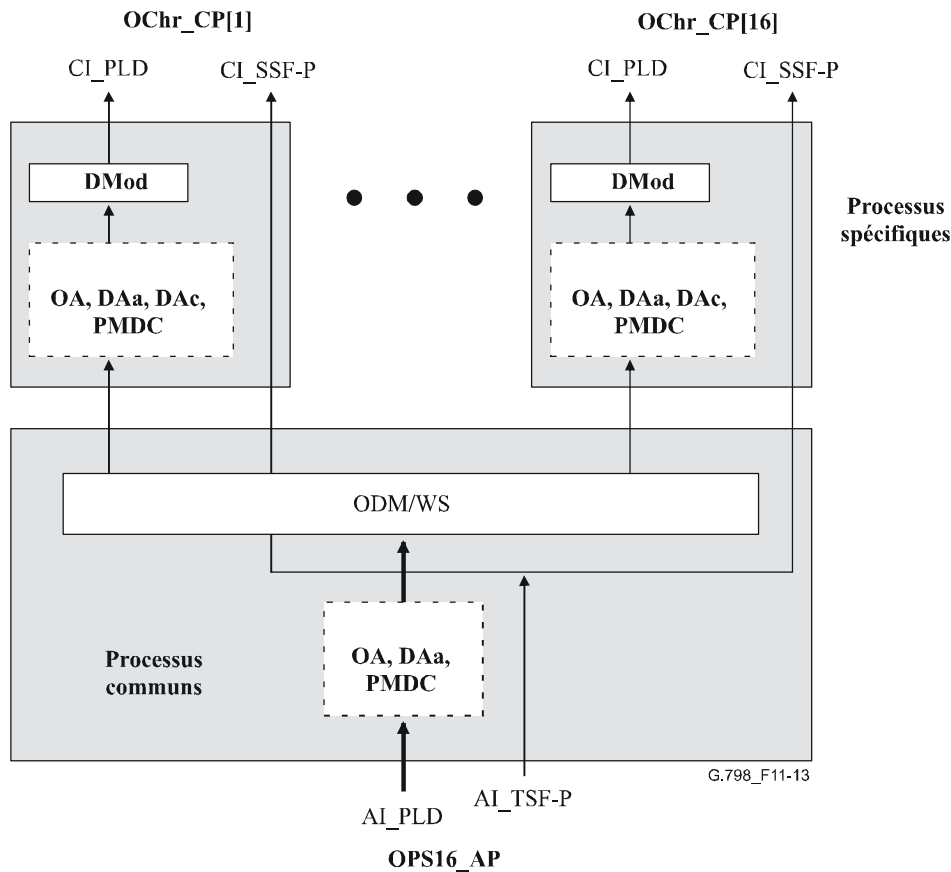 OChr_CP[1]
OChr_CP[16]
CI_PLD
CI_SSF-P
CI_PLD
CI_SSF-P
DMod
DMod
Processus
spécifiques
OA, DAa, DAc,
PMDC
OA, DAa, DAc,
PMDC
ODM/WS
OA, DAa,
PMDC
Processus
communs
G.798_F11-13
AI_TSF-P
AI_PLD
OPS16_AP